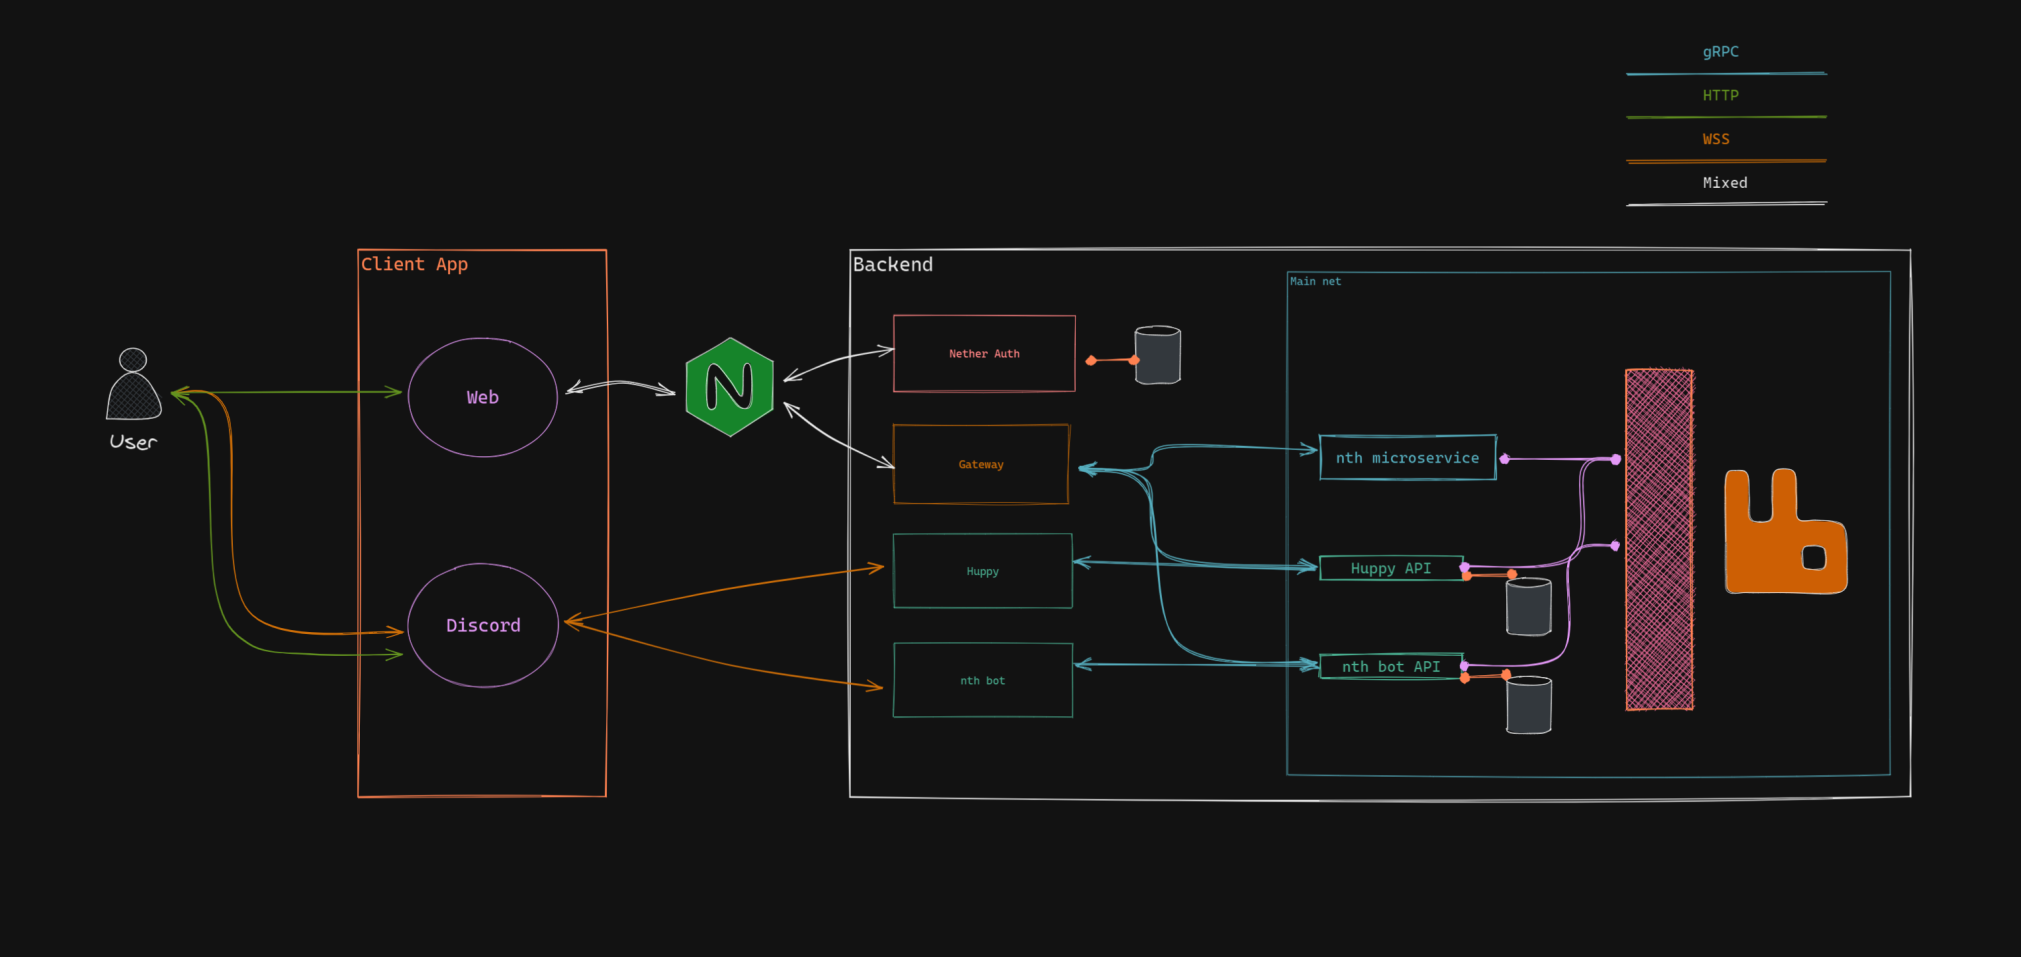 gRPC
HTTP
WSS
Mixed
Client App
Backend
Main net
Nether Auth
User
Web
N
Gateway
nth microservice
Huppy
Huppy API
Discord
nth bot
nth bot API